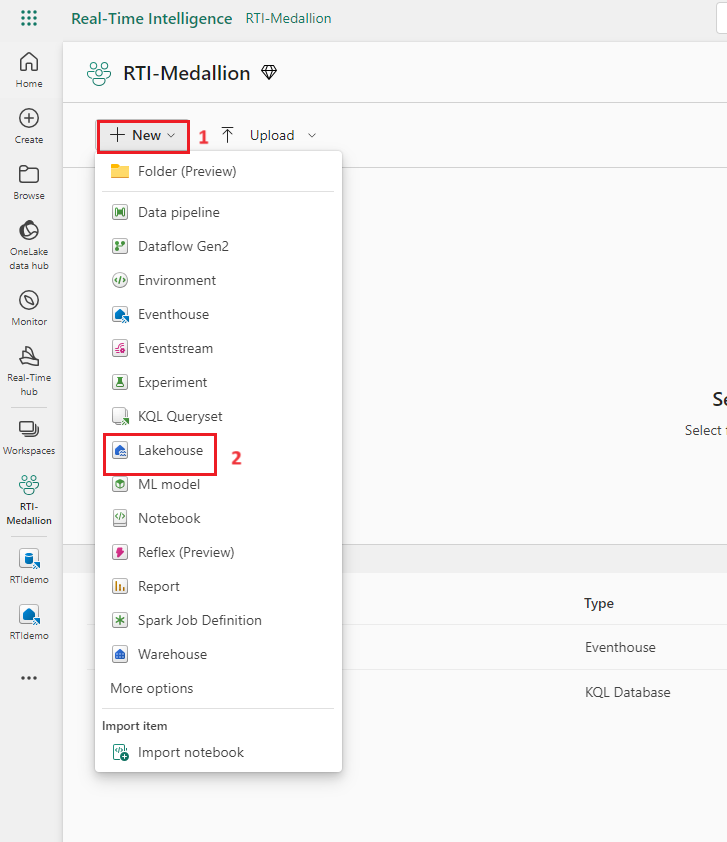 Real-Time Intelligence RTI-Medallion
Home
Create
Browse
OneLake
data hub
Monitor
Real-Time
hub
Workspaces
RTI-
Medallion
RTIdemo
RTIdemo
RTI-Medallion
New 1 Upload
Folder (Preview)
Data pipeline
Dataflow Gen2
Environment
Eventhouse
Eventstream
Experiment
KQL Queryset
Lakehouse 2
ML model
Notebook
Reflex (Preview)
Report
Spark Job Definition
Warehouse
More options
Import item
Import notebook
Select
Type
Eventhouse
KQL Database